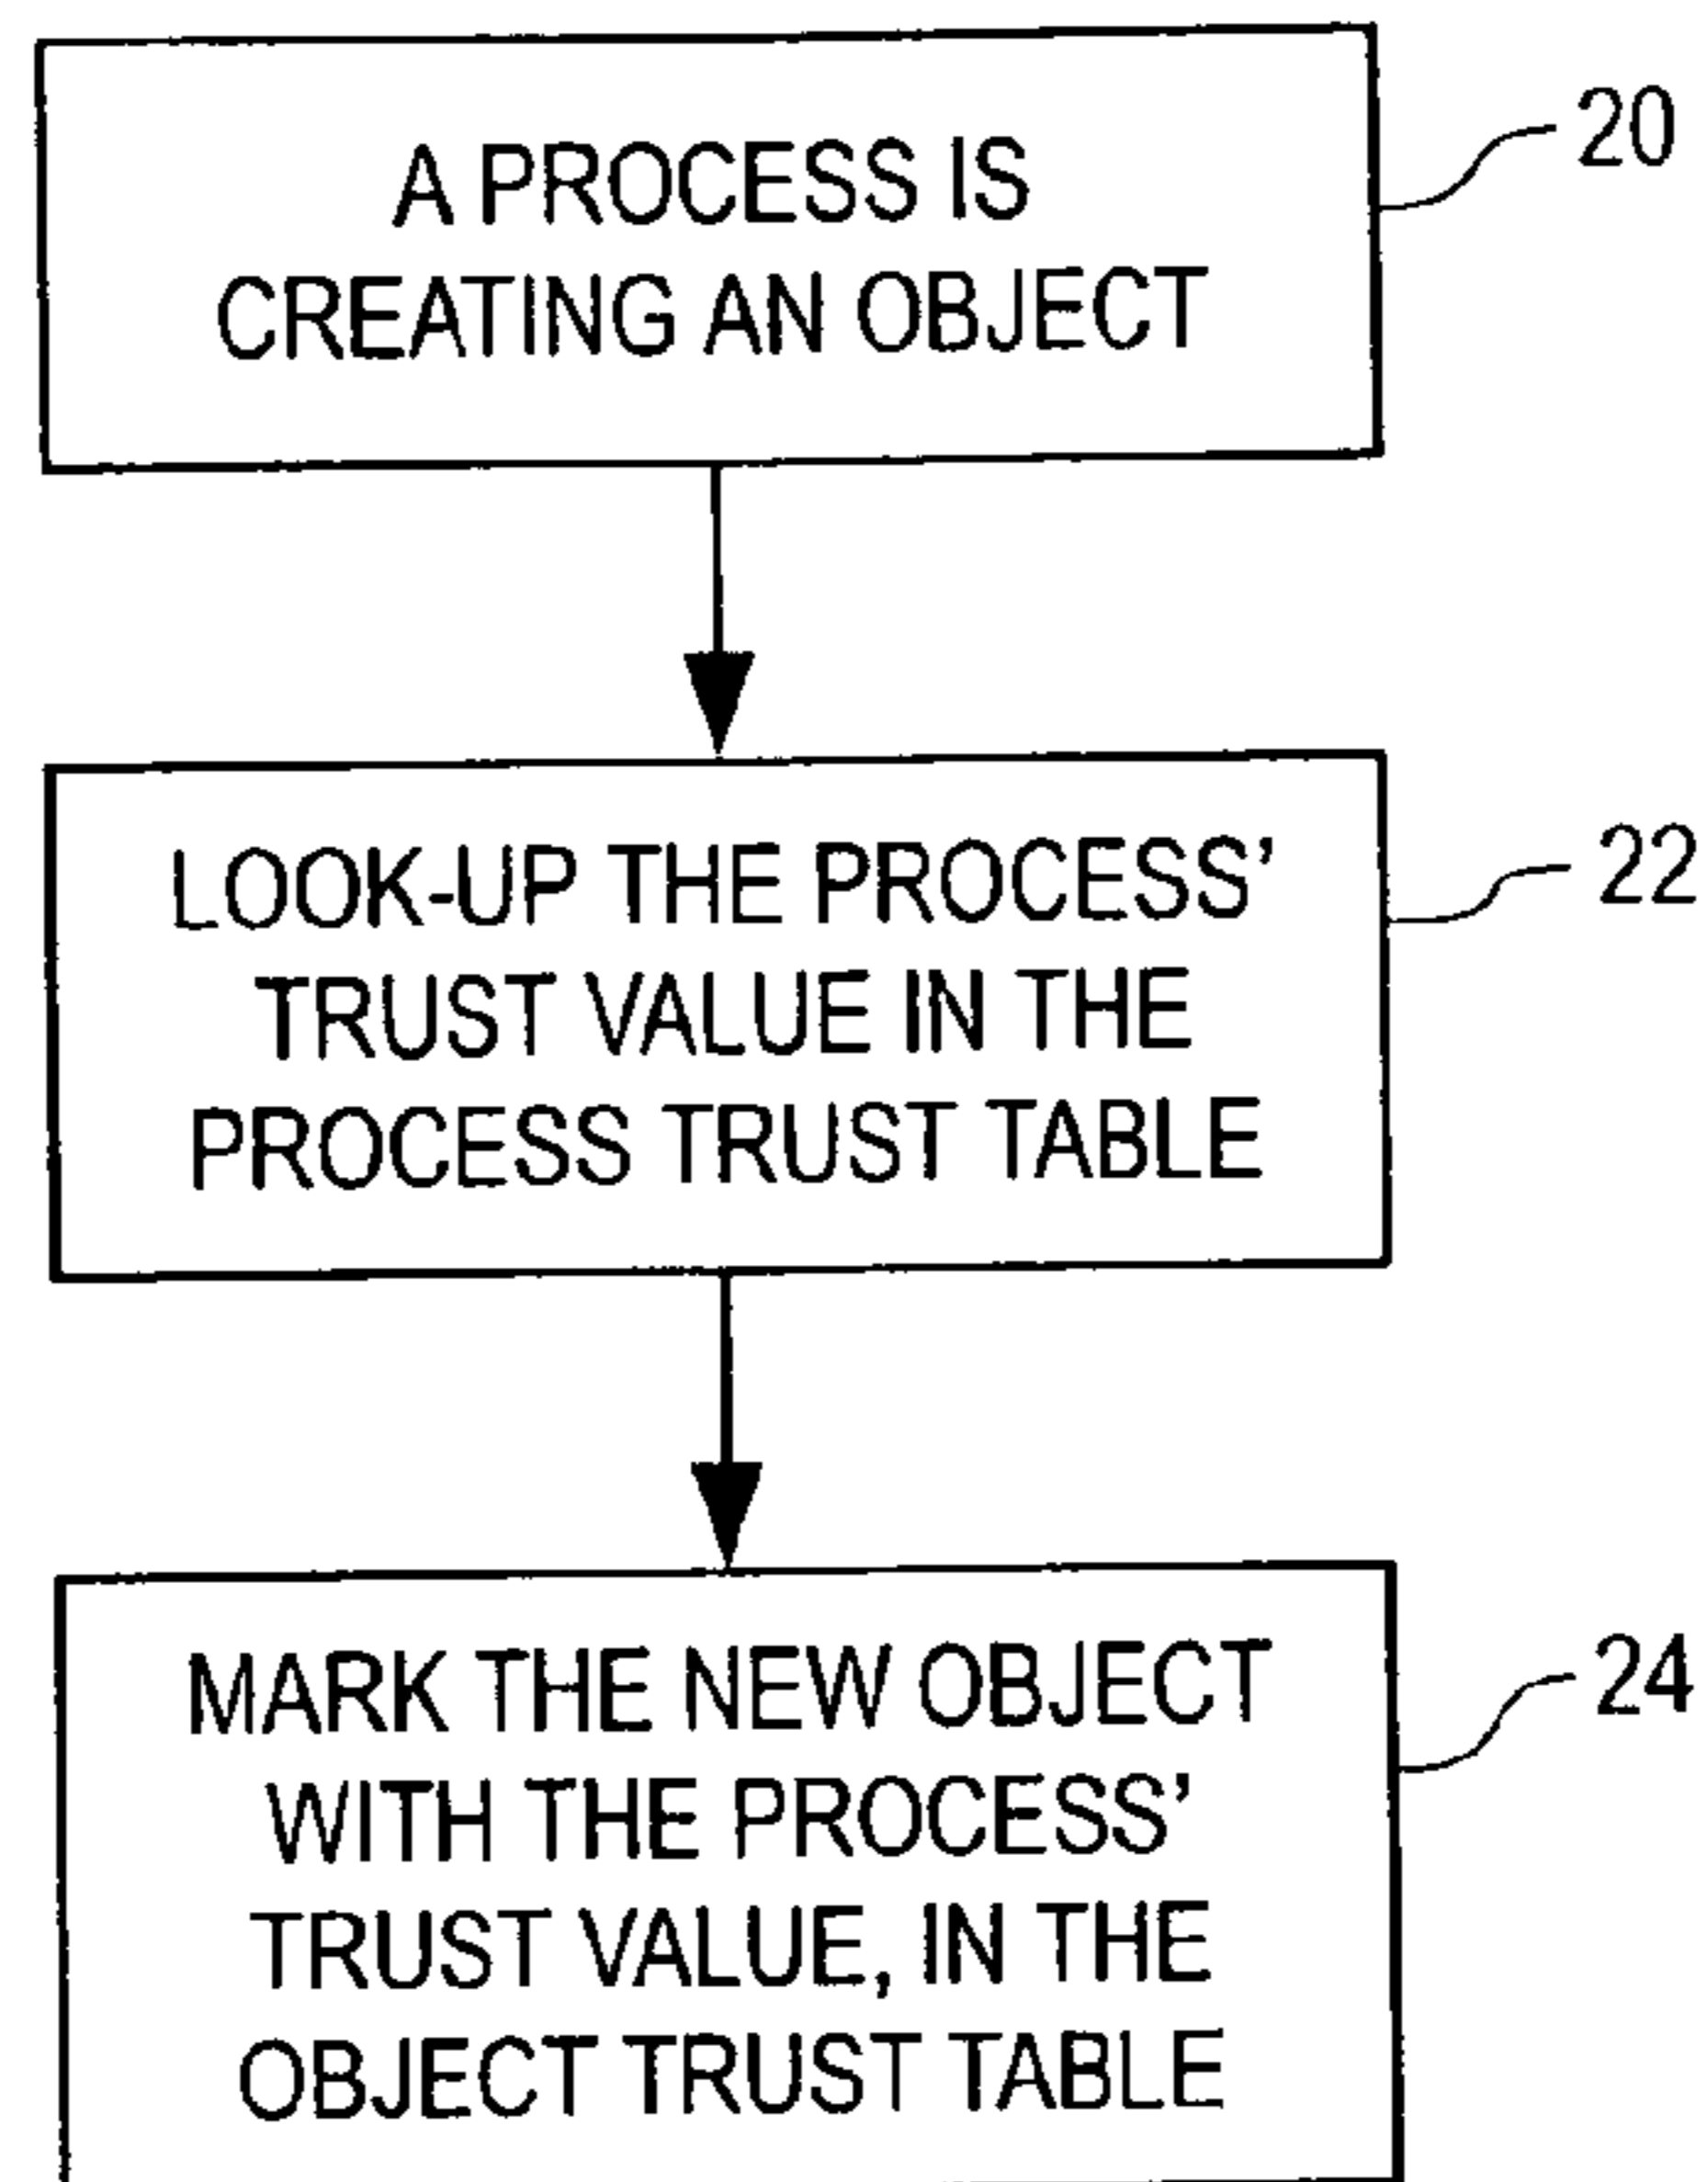 A PROCESS IS
CREATING AN OBJECT
20
LOOK-UP THE PROCESS'
TRUST VALUE IN THE
PROCESS TRUST TABLE
22
MARK THE NEW OBJECT
WITH THE PROCESS'
TRUST VALUE, IN THE
OBJECT TRUST TABLE
24